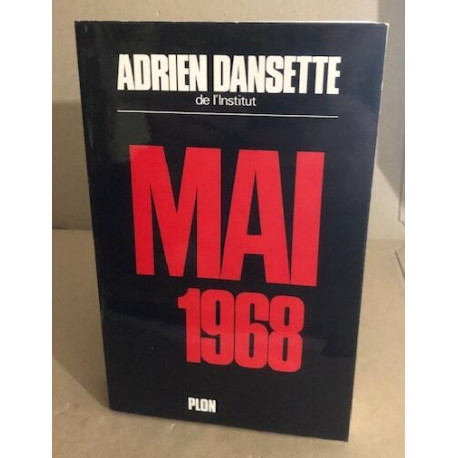 ADRIEN DANSETTE
de l'Institut
MAI
1968
PLON